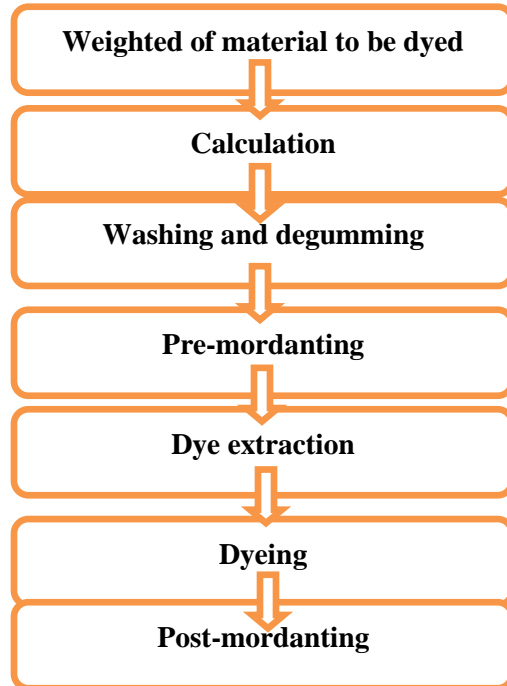 Weighted of material to be dyed
Calculation
Washing and degumming
Pre-mordanting
Dye extraction
Dyeing
Post-mordanting